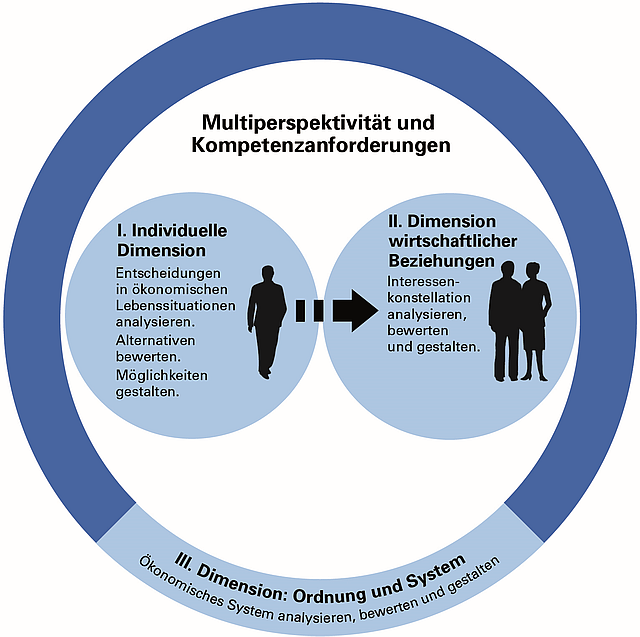 Multiperspektivität und
Kompetenzanforderungen
I. Individuelle
Dimension
Entscheidungen
in ökonomischen
Lebenssituationen
analysieren.
Alternativen
bewerten.
Möglichkeiten
gestalten.
II. Dimension
wirtschaftlicher
Beziehungen
Interessen-
konstellation
analysieren,
bewerten
und gestalten.
III. Dimension: Ordnung und System
Ökonomisches System analysieren, bewerten und gestalten